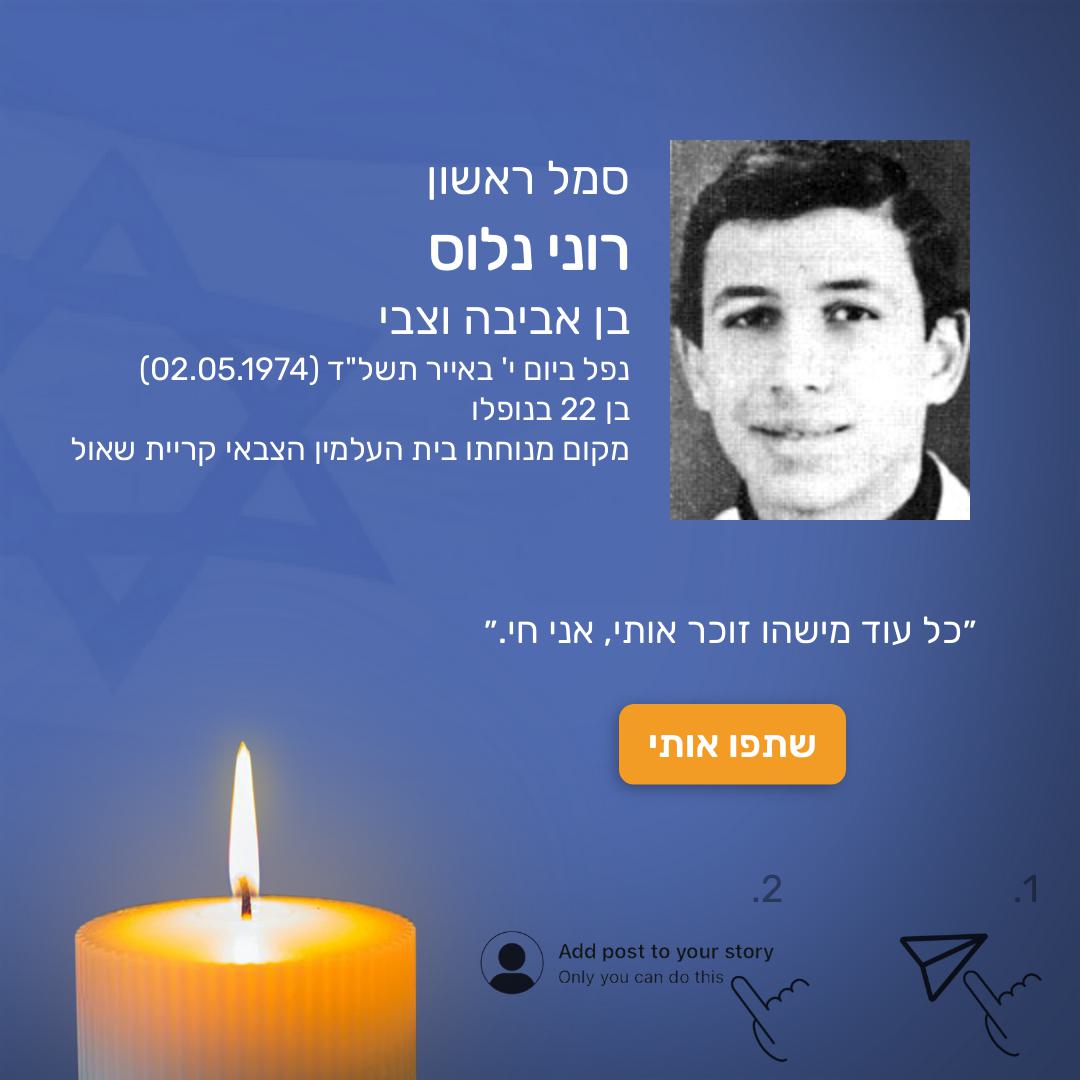 סמל ראשון
רוני נלוס
בן אביבה וצבי
נפל ביום י' באייר תשל"ד (02.05.1974)
בן 22 בנופלו
מקום מנוחתו בית העלמין הצבאי קריית שאול
״כל עוד מישהו זוכר אותי, אני חי.״
שתפו אותי
.1
.2
Add post to your story
Only you can do this